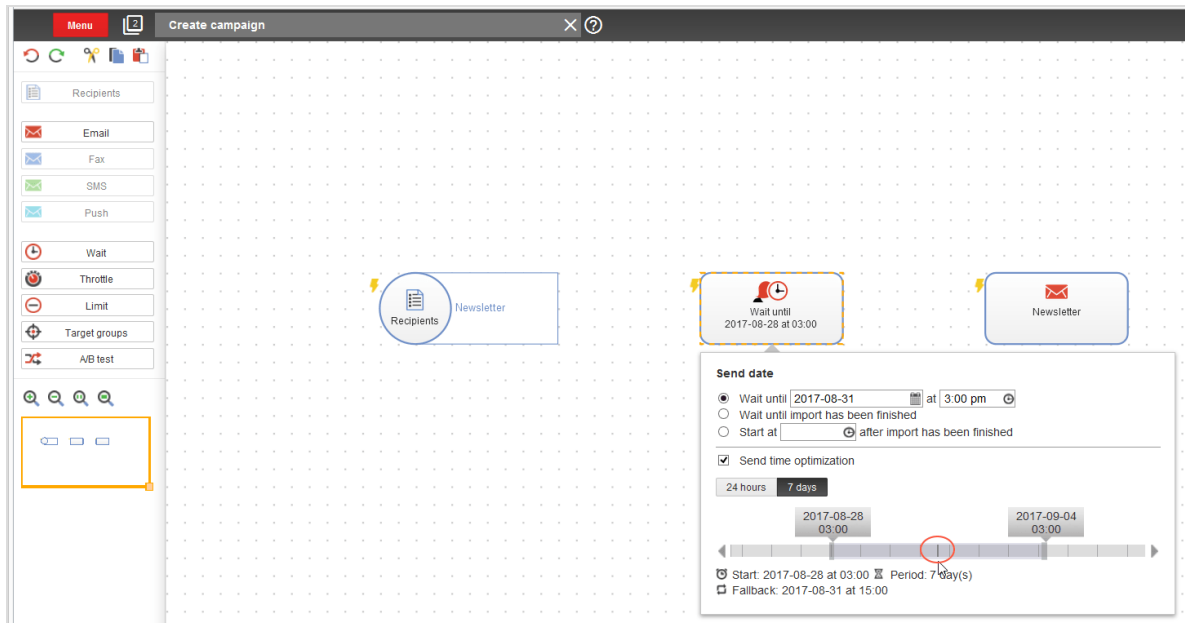 Menu 2 Create campaign
Recipients
Email
Fax
SMS
Push
Wait
Throttle
Limit
Target groups
A/B test
Recipients
Newsletter
Wait until
2017-08-28 at 03:00
Newsletter
Send date
Wait until 2017-08-31 at 3:00 pm
Wait until import has been finished
Start at after import has been finished
Send time optimization
24 hours 7 days
2017-08-28 2017-09-04
03:00 03:00
Start: 2017-08-28 at 03:00 Period: 7 day(s)
Fallback: 2017-08-31 at 15:00